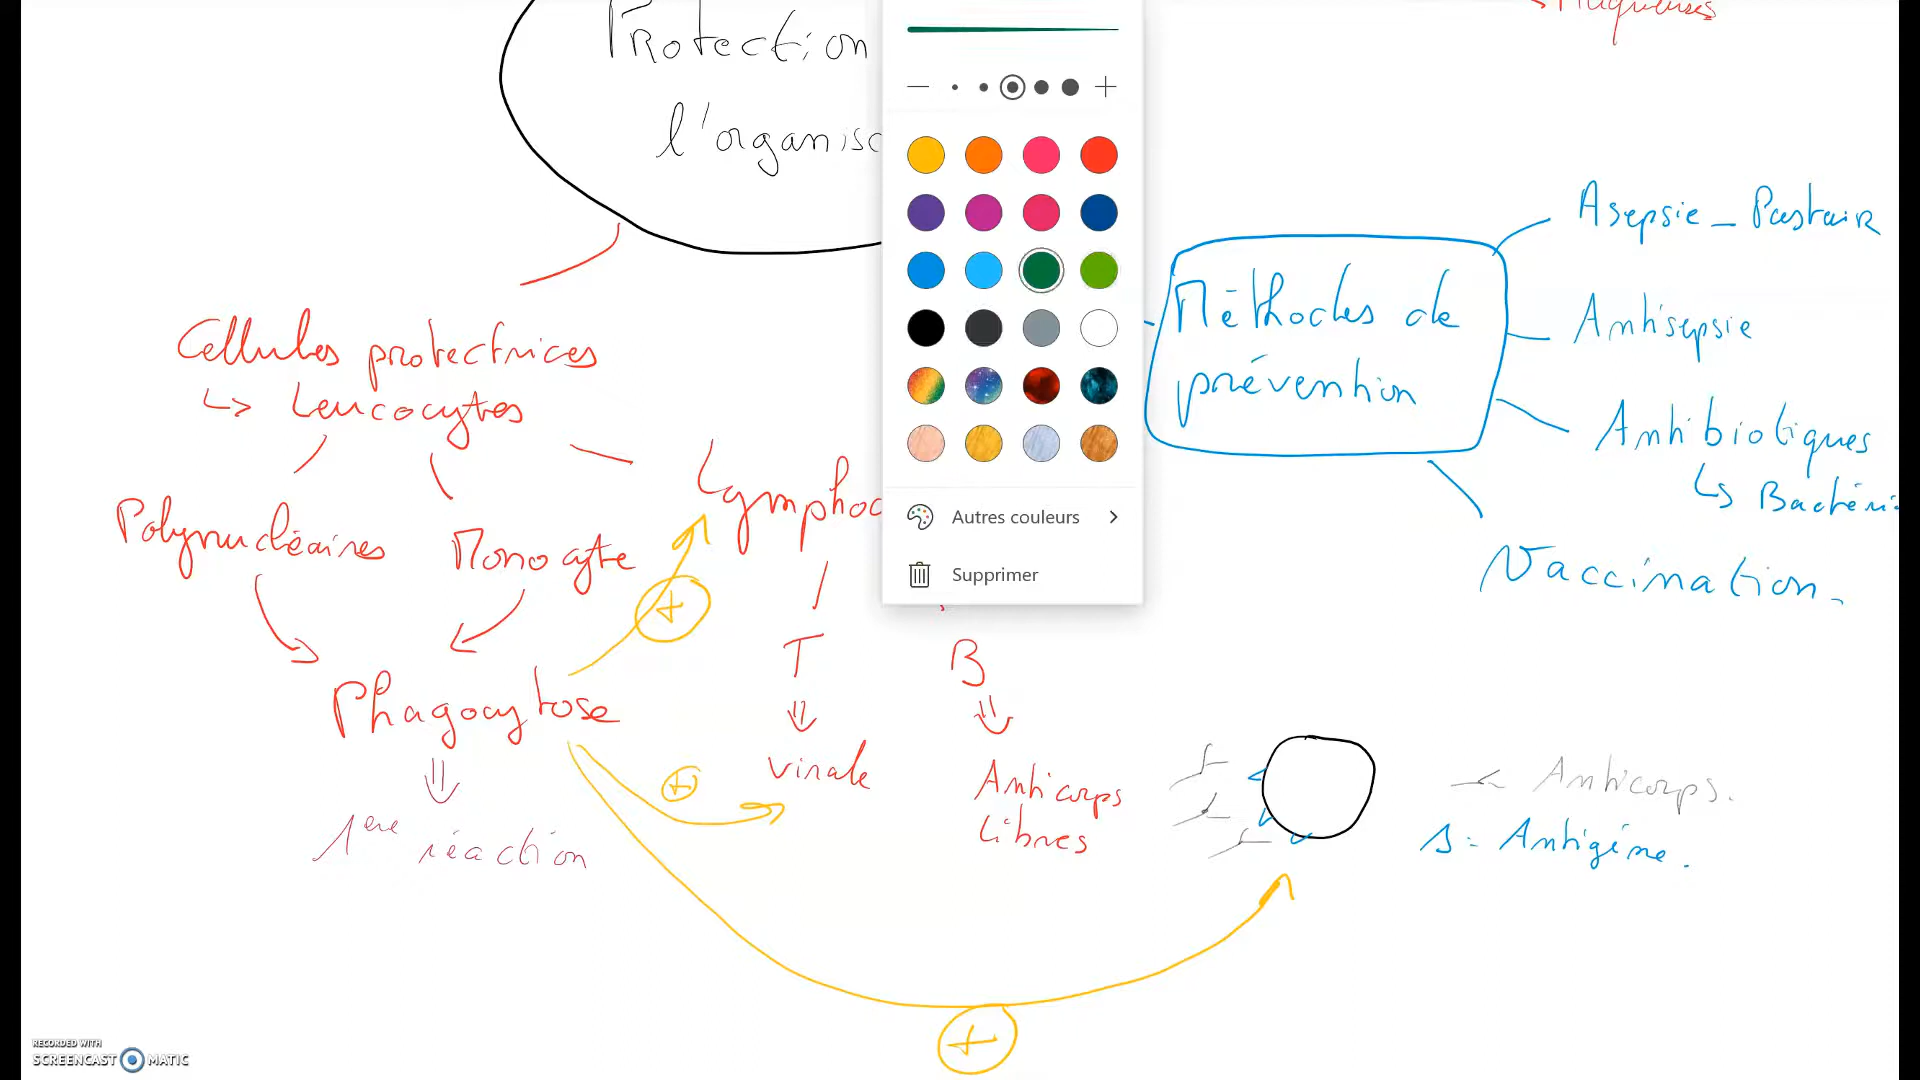 Muqueuses
Protection
l'organis
Cellules protectrices
↳ Leucocytes
Polynucléaires
Monocyte
Lymphoc
Phagocytose
1ère réaction
T
⇓
virale
B
⇓
Anticorps
Libres
+
+
+
Autres couleurs
Supprimer
Méthodes de
prévention
Asepsie - Pasteur
Antisepsie
Antibiotiques
↳ Bactéri
Vaccination.
Anticorps.
= Antigène.
RECORDED WITH
SCREENCAST MATIC